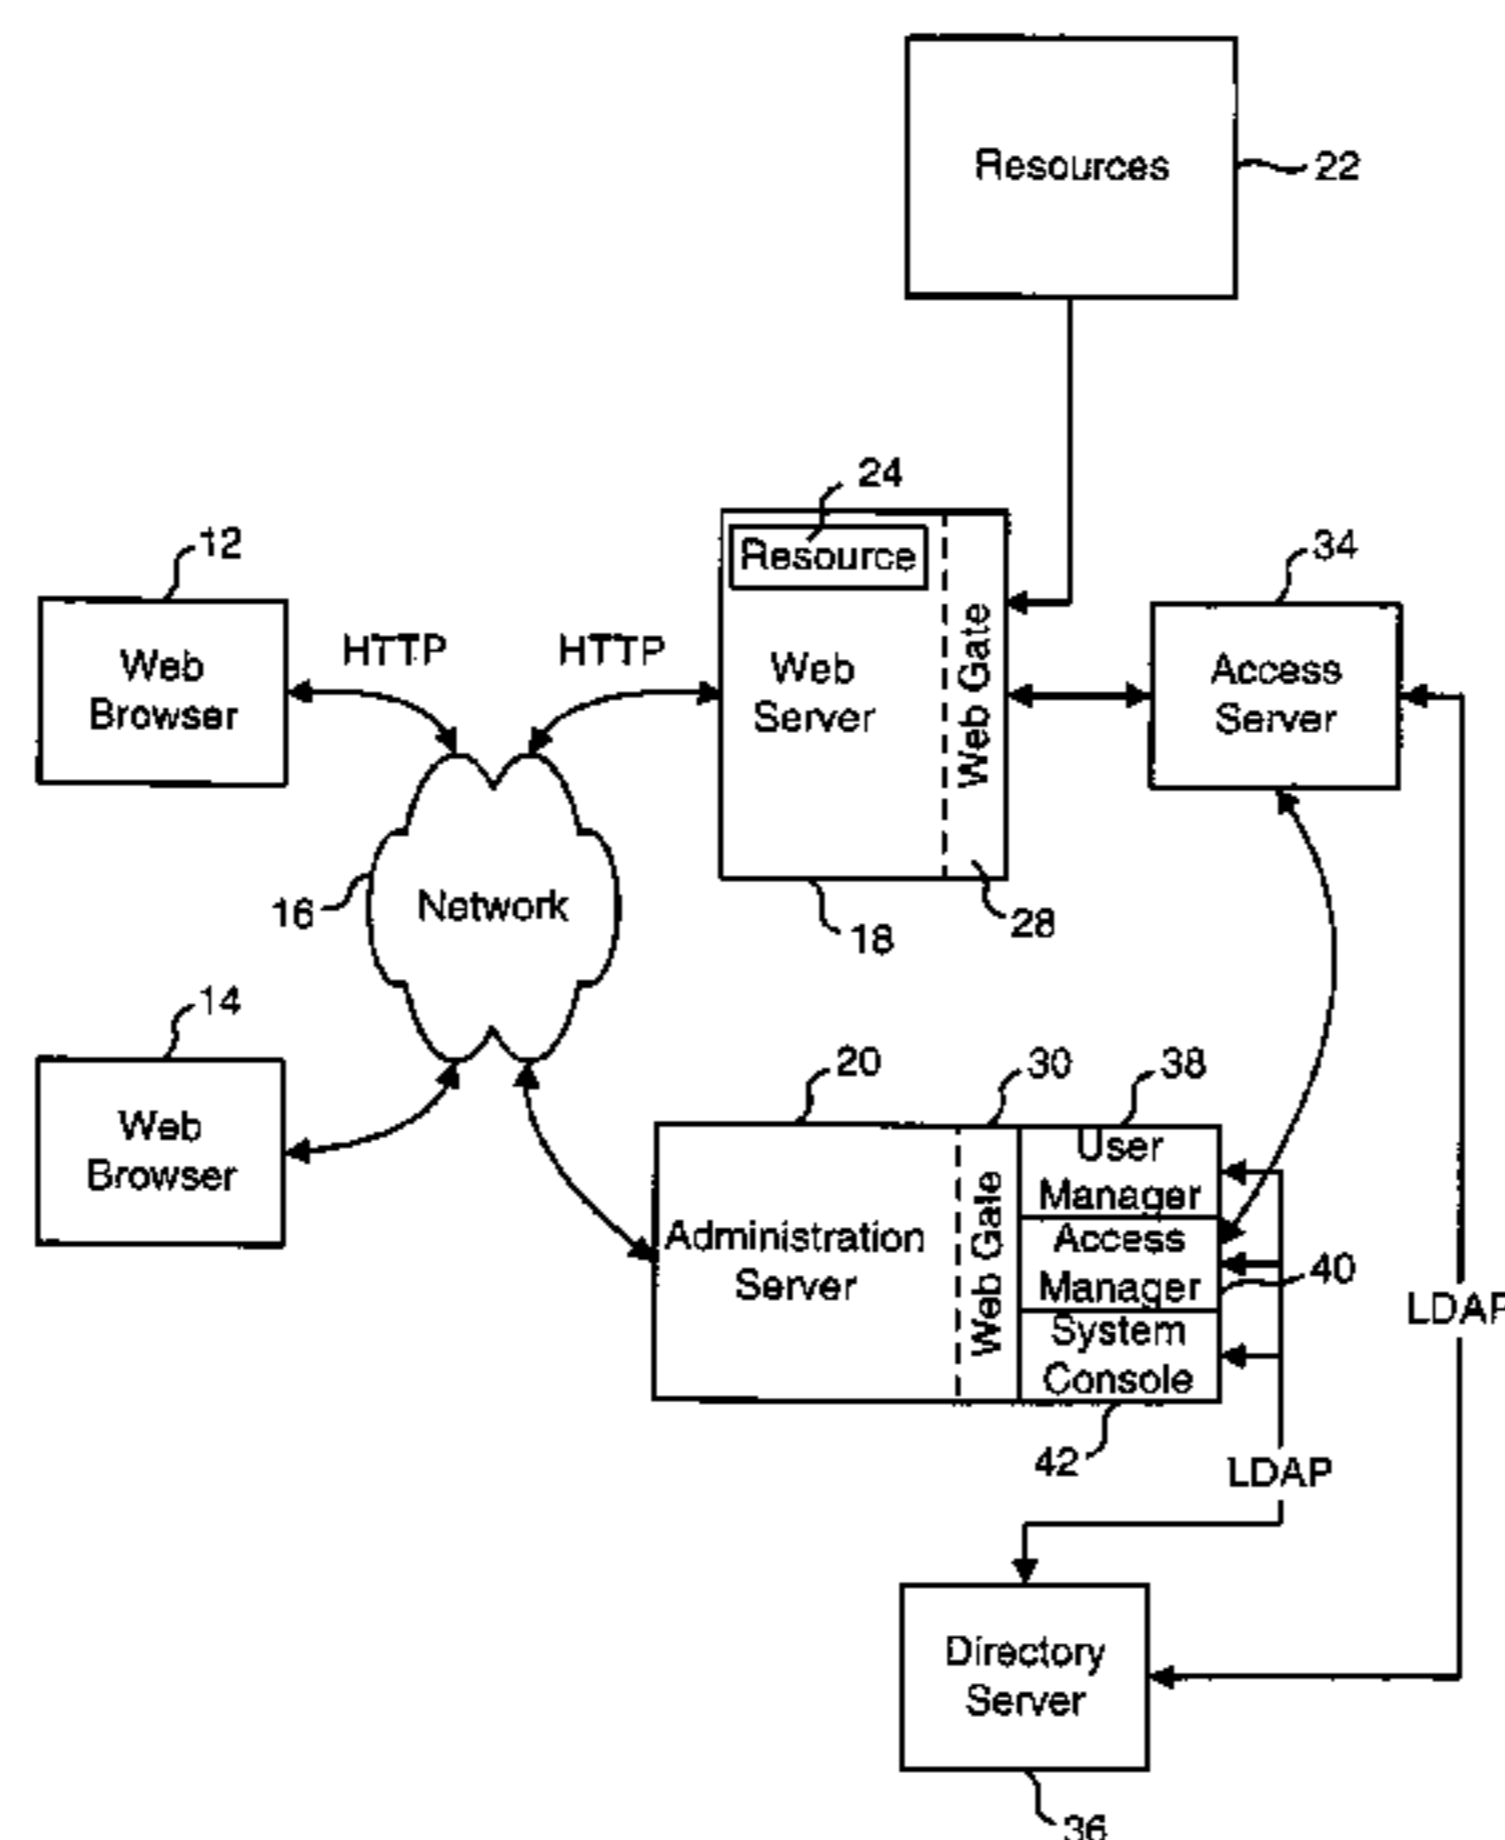 Resources
22
24
Resource
12
34
HTTP
HTTP
Web
Browser
Web
Server
Web Gate
Access
Server
16
Network
18
28
14
20
30
38
Web
Browser
User
Manager
Administration
Server
Web Gate
Access
Manager
40
System
Console
LDAP
42
LDAP
Directory
Server
36